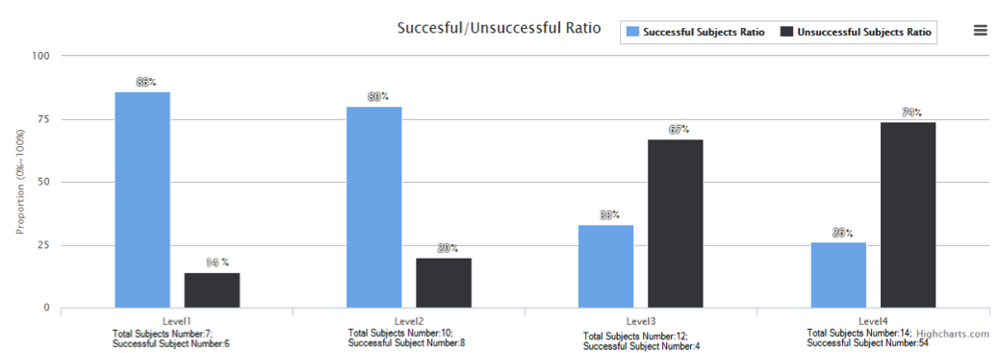 Succesful/Unsuccessful Ratio
Successful Subjects Ratio
Unsuccessful Subjects Ratio
100
75
50
25
0
Proportion (0%~100%)
86%
14 %
80%
20%
33%
67%
26%
74%
Level1
Total Subjects Number:7;
Successful Subject Number:6
Level2
Total Subjects Number:10;
Successful Subject Number:8
Level3
Total Subjects Number:12;
Successful Subject Number:4
Level4
Total Subjects Number:14;
Successful Subject Number:54
Highcharts.com